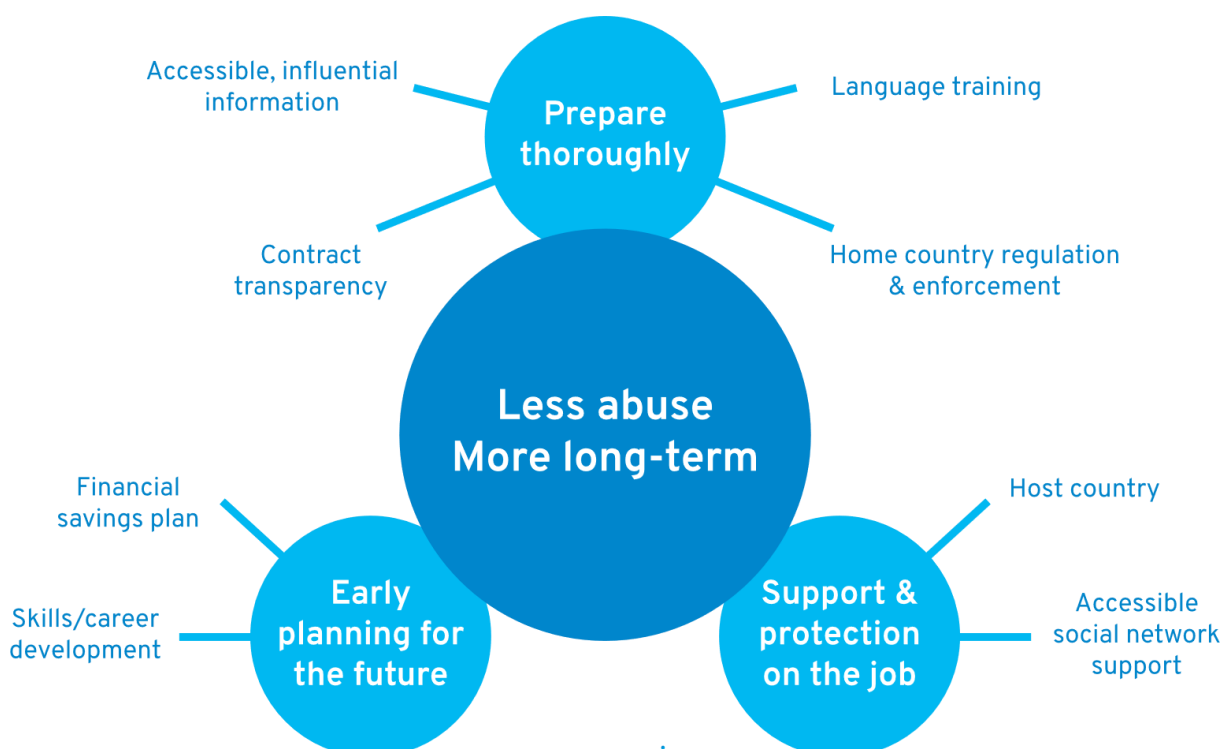 Accessible, influential
information
Prepare
thoroughly
Language training
Contract
transparency
Home country regulation
& enforcement
Less abuse
More long-term
Financial
savings plan
Skills/career
development
Early
planning for
the future
Host country
Support &
protection
on the job
Accessible
social network
support